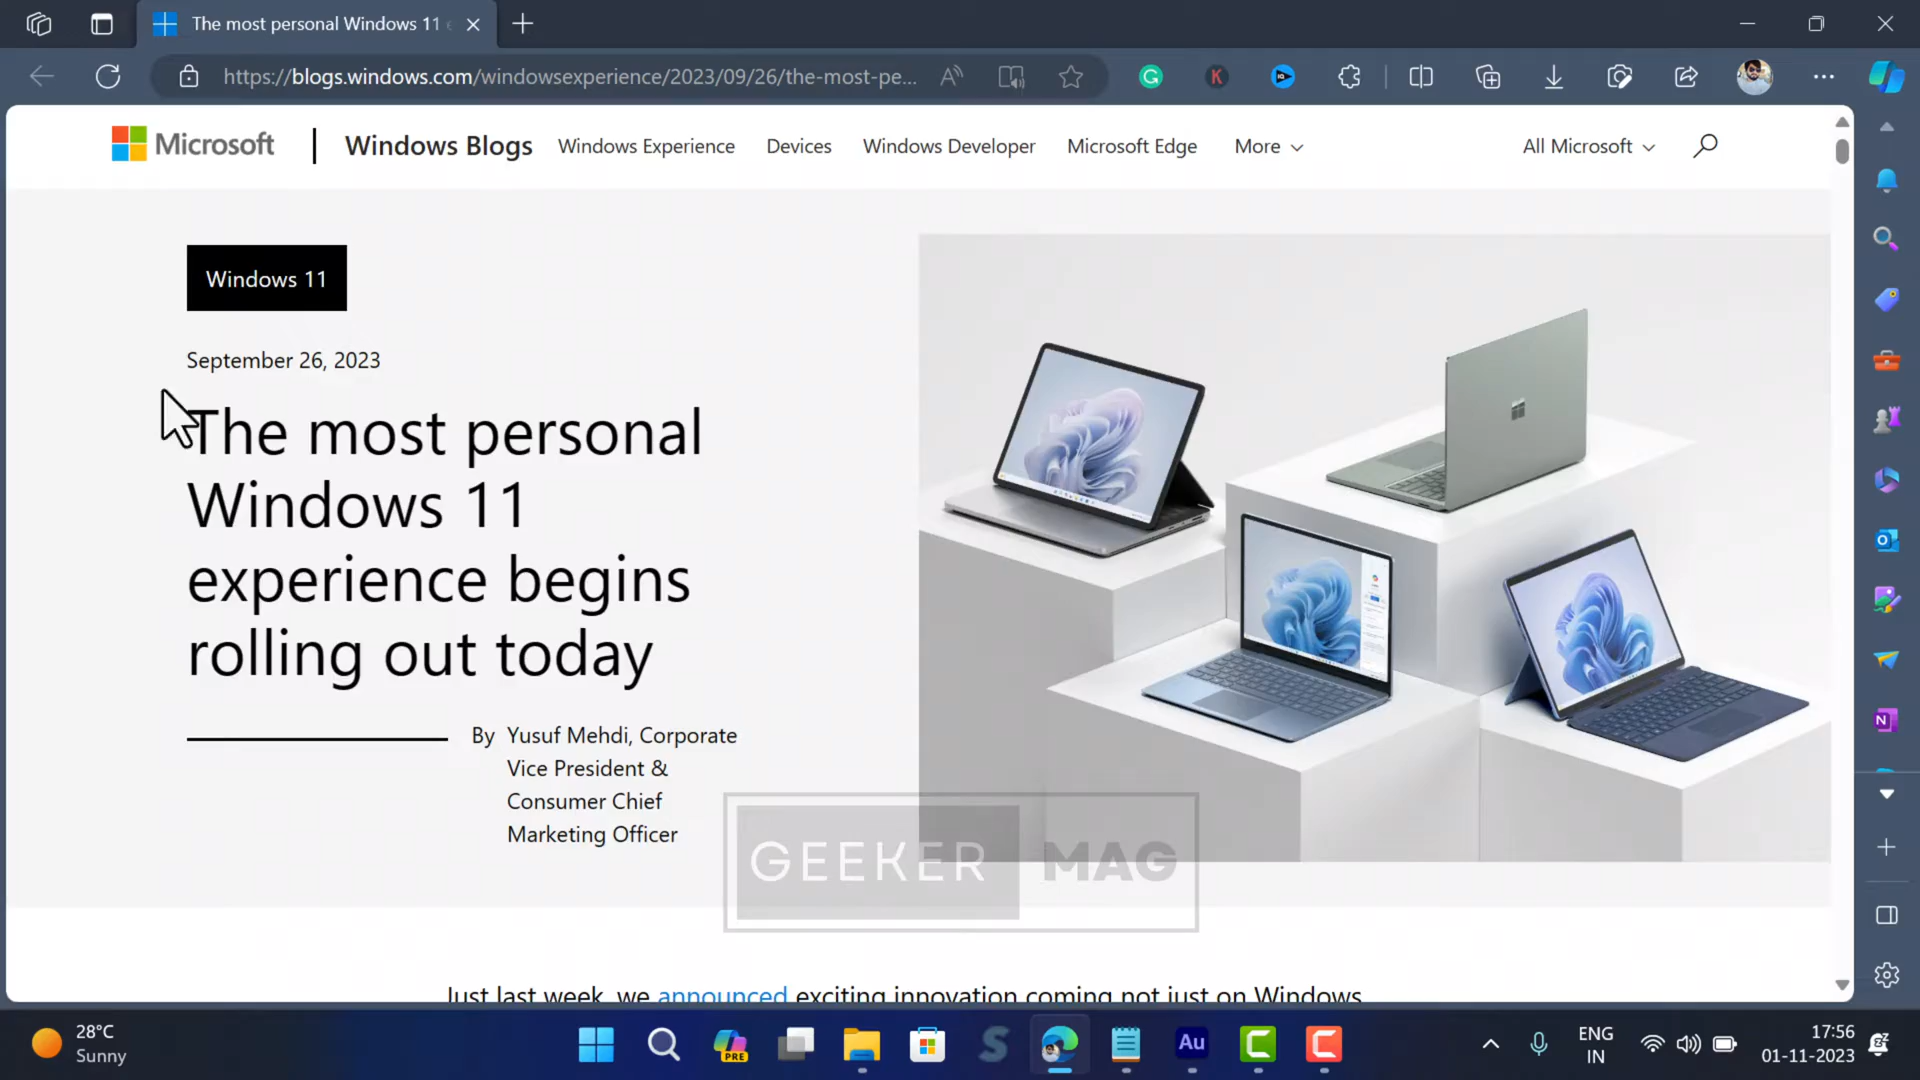 The most personal Windows 11 e
https://blogs.windows.com/windowsexperience/2023/09/26/the-most-pe...
Microsoft
Windows Blogs
Windows Experience
Devices
Windows Developer
Microsoft Edge
More
All Microsoft
Windows 11
September 26, 2023
The most personal
Windows 11
experience begins
rolling out today
By Yusuf Mehdi, Corporate
Vice President &
Consumer Chief
Marketing Officer
GEEKER MAG
Just last week, we announced exciting innovation coming not just on Windows
28°C
Sunny
PRE
Au
ENG
IN
17:56
01-11-2023